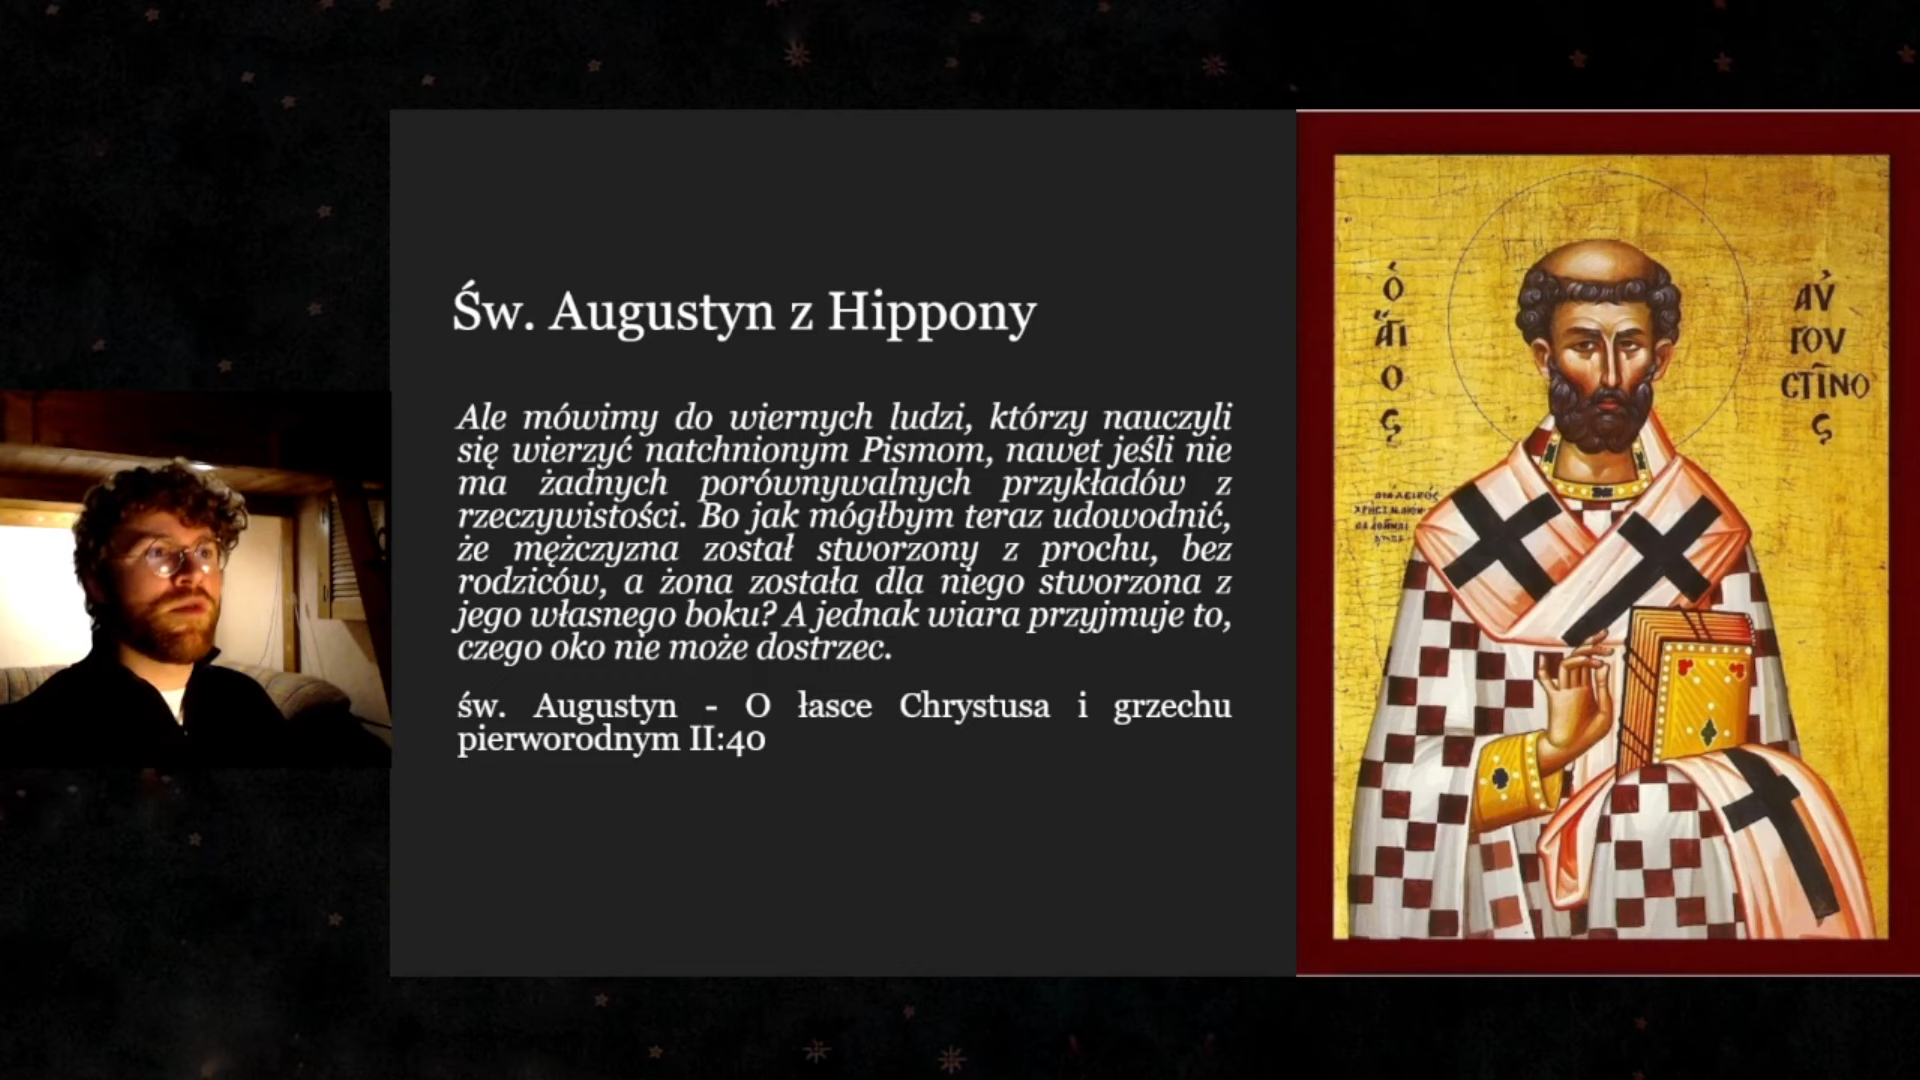 Św. Augustyn z Hippony
Ale mówimy do wiernych ludzi, którzy nauczyli
się wierzyć natchnionym Pismom, nawet jeśli nie
ma żadnych porównywalnych przykładów z
rzeczywistości. Bo jak mógłbym teraz udowodnić,
że mężczyzna został stworzony z prochu, bez
rodziców, a żona została dla niego stworzona z
jego własnego boku? A jednak wiara przyjmuje to,
czego oko nie może dostrzec.
św. Augustyn - O łasce Chrystusa i grzechu
pierworodnym II:40
ὁ
ἅγι
ο
ς
Αὐ
γου
στῖνο
ς